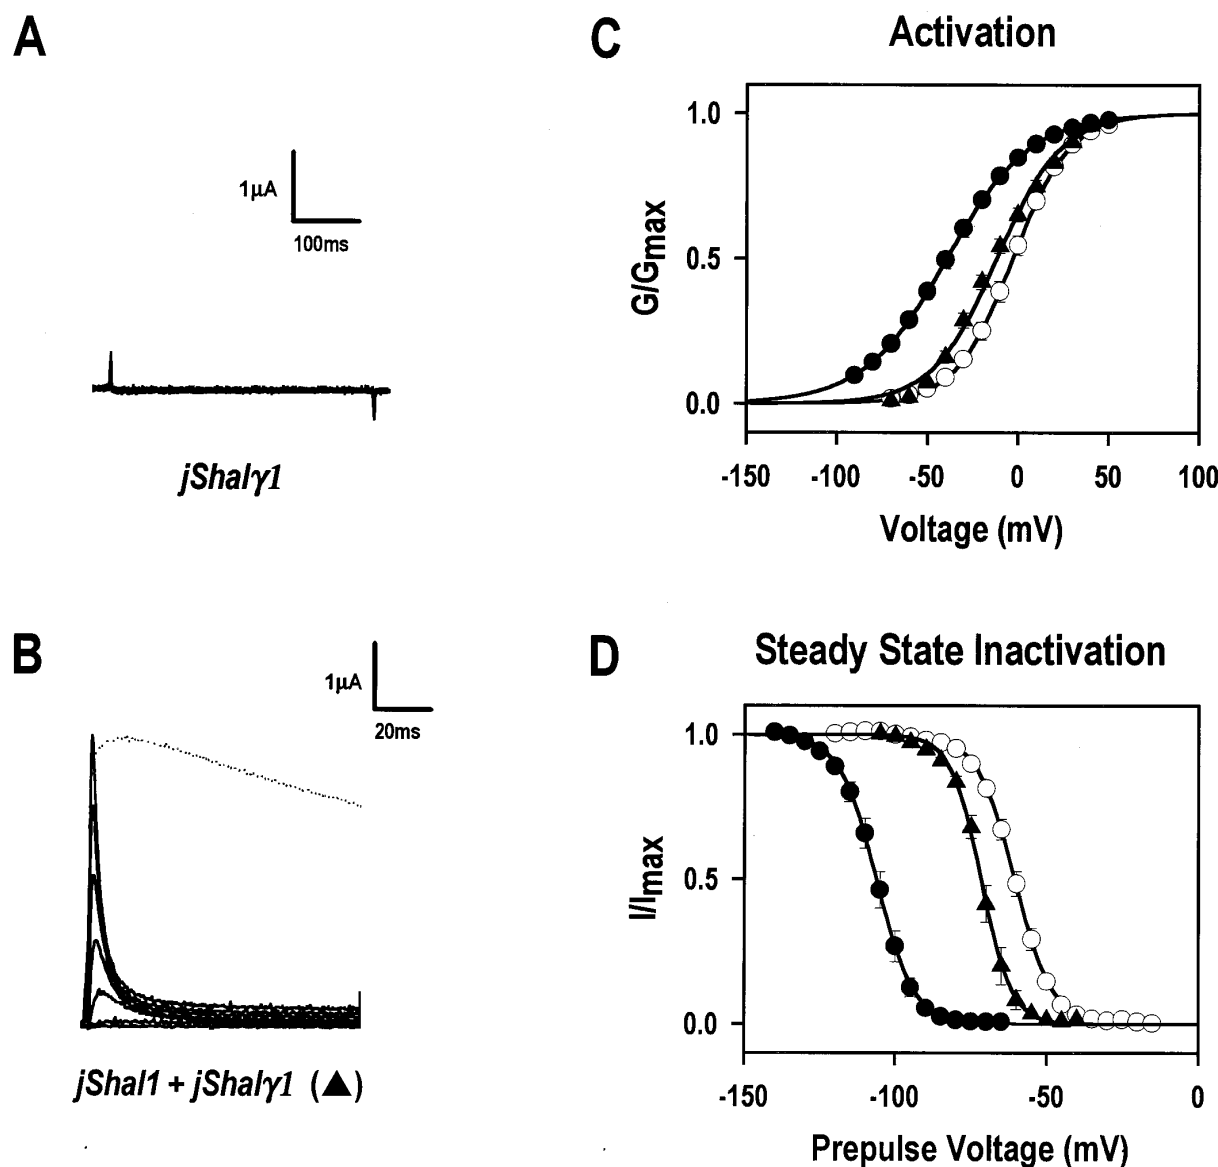 A
1μA
100ms
jShalγ1
B
1μA
20ms
jShal1 + jShalγ1 (▲)
C
Activation
G/Gmax
1.0
0.5
0.0
-150
-100
-50
0
50
100
Voltage (mV)
D
Steady State Inactivation
I/Imax
1.0
0.5
0.0
-150
-100
-50
0
Prepulse Voltage (mV)